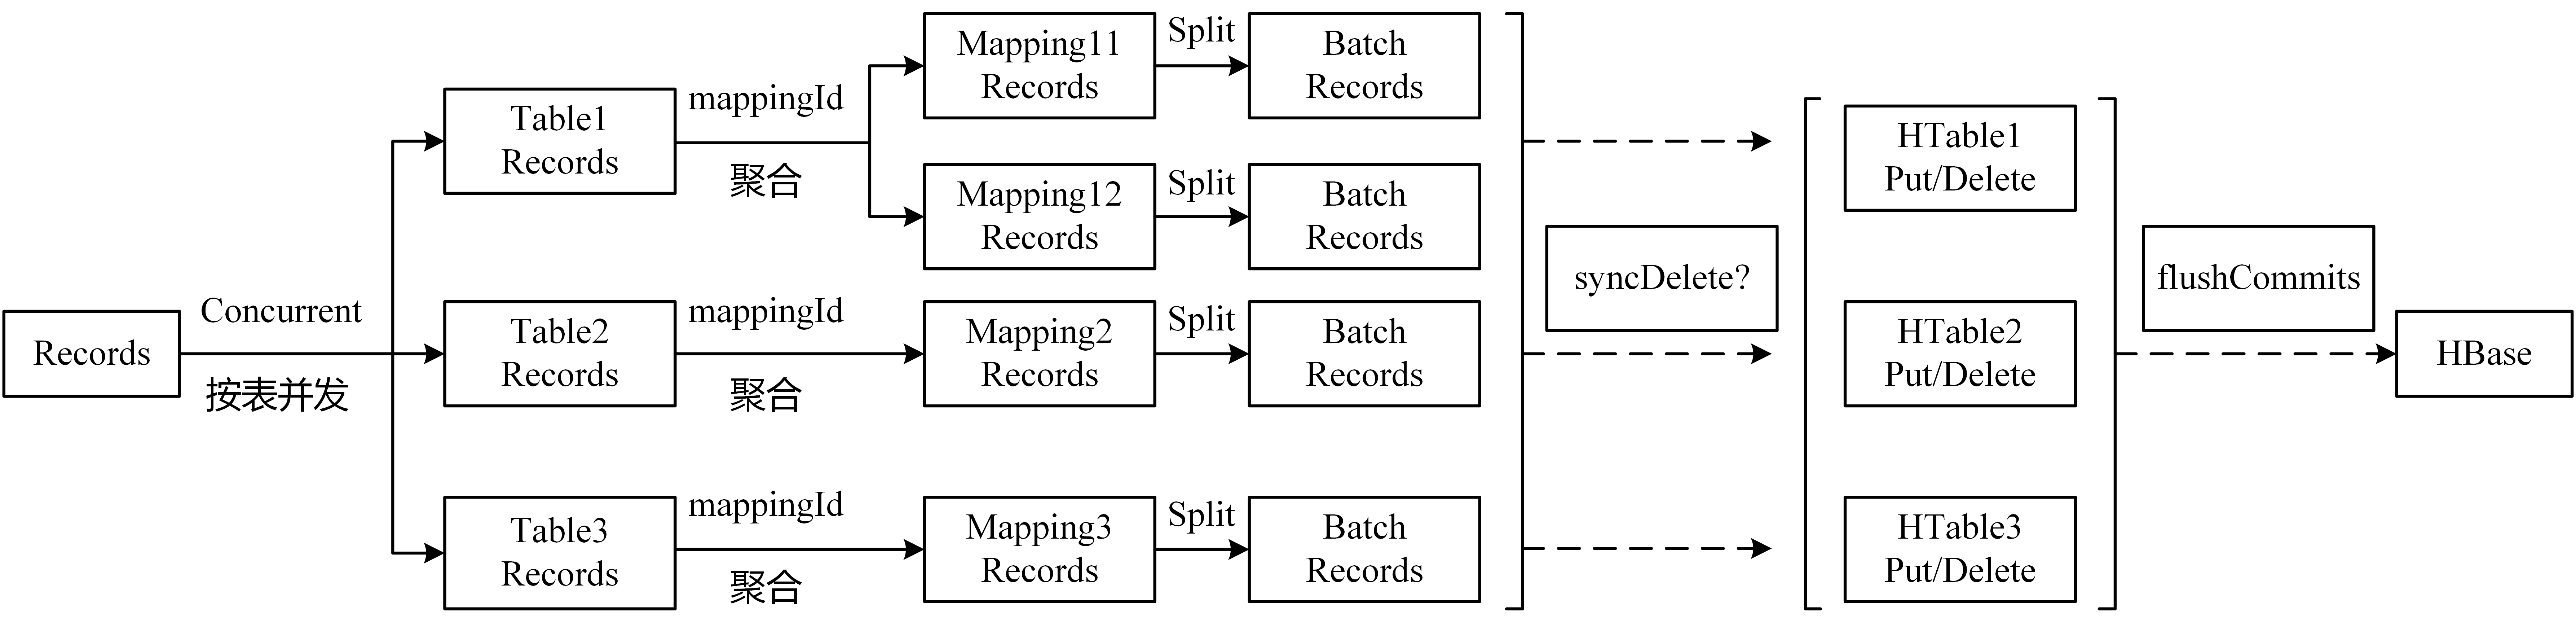 Records
Concurrent
按表并发
Table1
Records
mappingId
聚合
Mapping11
Records
Split
Batch
Records
Mapping12
Records
Split
Batch
Records
Table2
Records
mappingId
聚合
Mapping2
Records
Split
Batch
Records
Table3
Records
mappingId
聚合
Mapping3
Records
Split
Batch
Records
syncDelete?
HTable1
Put/Delete
HTable2
Put/Delete
HTable3
Put/Delete
flushCommits
HBase